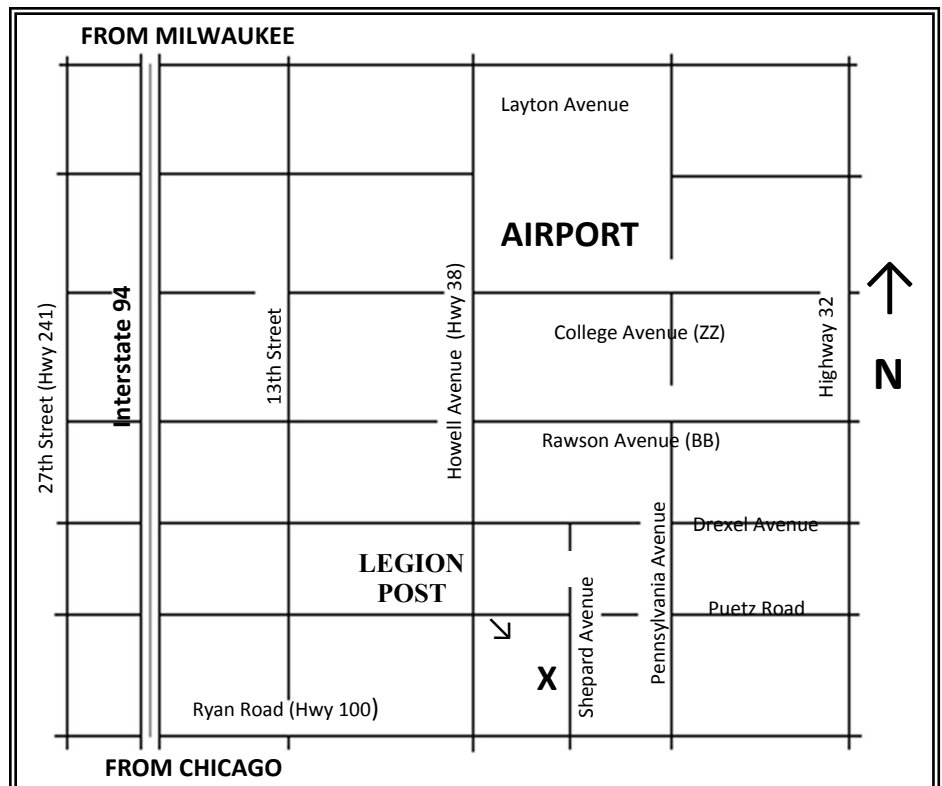 FROM MILWAUKEE
Layton Avenue
AIRPORT
27th Street (Hwy 241)
Interstate 94
13th Street
Howell Avenue (Hwy 38)
College Avenue (ZZ)
Highway 32
N
Rawson Avenue (BB)
Drexel Avenue
LEGION
POST
Shepard Avenue
Pennsylvania Avenue
Puetz Road
X
Ryan Road (Hwy 100)
FROM CHICAGO